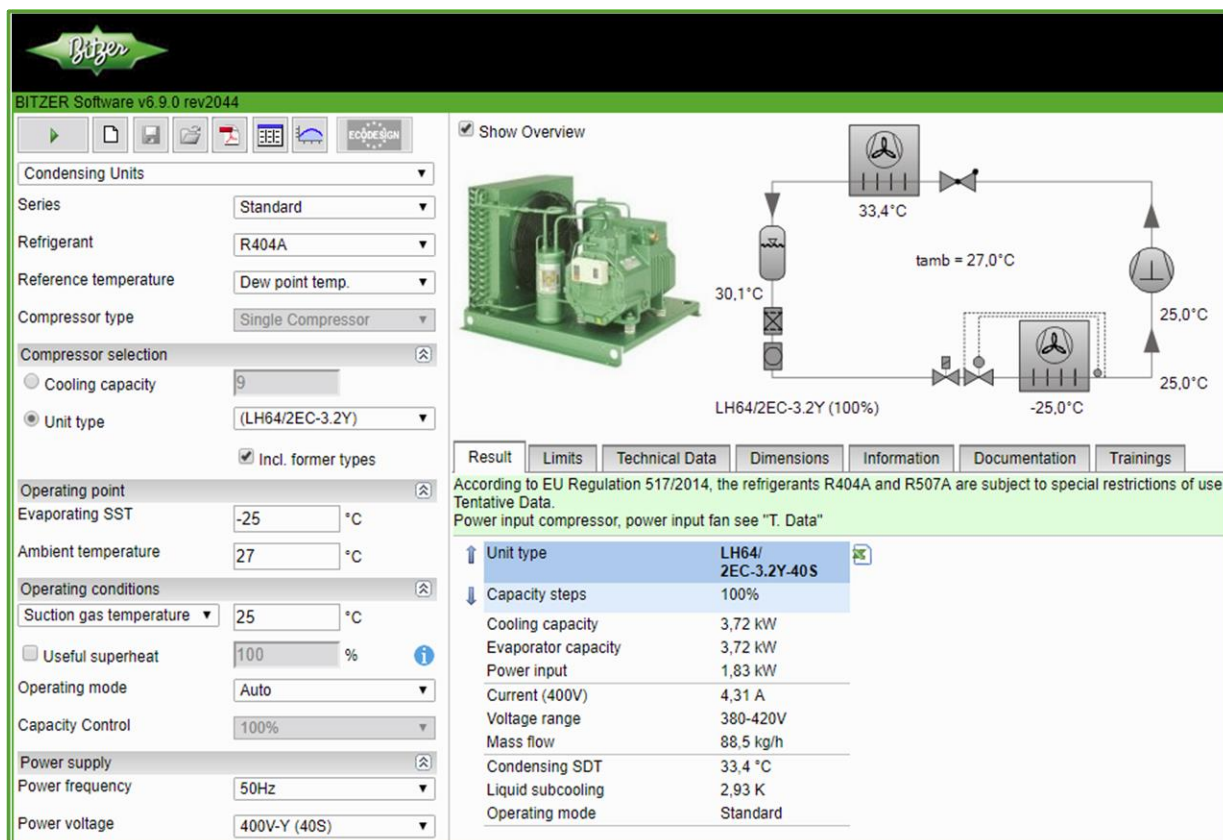 Bitzer
BITZER Software v6.9.0 rev2044
ECODESIGN
Condensing Units
Series Standard
Refrigerant R404A
Reference temperature Dew point temp.
Compressor type Single Compressor
Compressor selection
Cooling capacity 9
Unit type (LH64/2EC-3.2Y)
Incl. former types
Operating point
Evaporating SST -25 °C
Ambient temperature 27 °C
Operating conditions
Suction gas temperature 25 °C
Useful superheat 100 %
Operating mode Auto
Capacity Control 100%
Power supply
Power frequency 50Hz
Power voltage 400V-Y (40S)
Show Overview
33,4°C
tamb = 27,0°C
30,1°C
25,0°C
25,0°C
LH64/2EC-3.2Y (100%)
-25,0°C
Result Limits Technical Data Dimensions Information Documentation Trainings
According to EU Regulation 517/2014, the refrigerants R404A and R507A are subject to special restrictions of use
Tentative Data.
Power input compressor, power input fan see "T. Data"
Unit type LH64/
2EC-3.2Y-40S
Capacity steps 100%
Cooling capacity 3,72 kW
Evaporator capacity 3,72 kW
Power input 1,83 kW
Current (400V) 4,31 A
Voltage range 380-420V
Mass flow 88,5 kg/h
Condensing SDT 33,4 °C
Liquid subcooling 2,93 K
Operating mode Standard